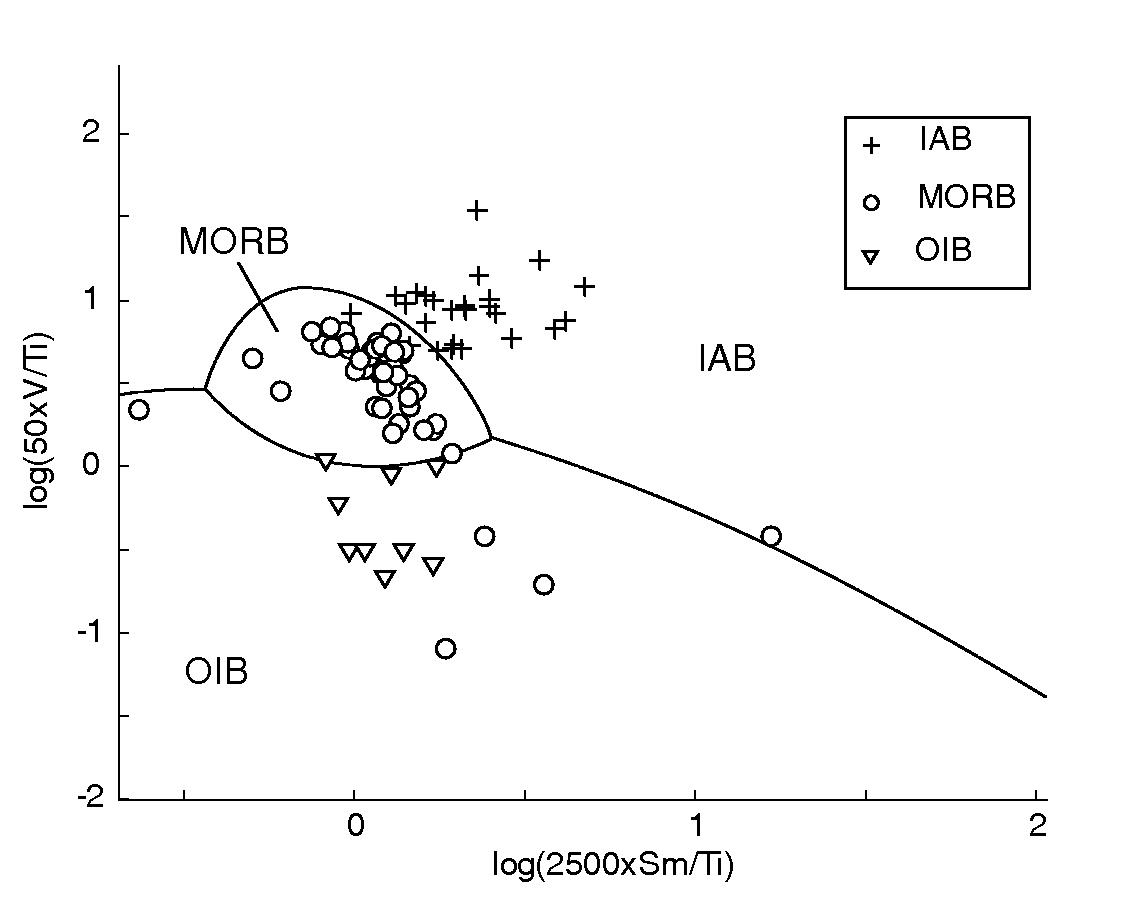 2
1
0
-1
-2
log(50xV/Ti)
MORB
IAB
MORB
OIB
IAB
OIB
0
1
2
log(2500xSm/Ti)